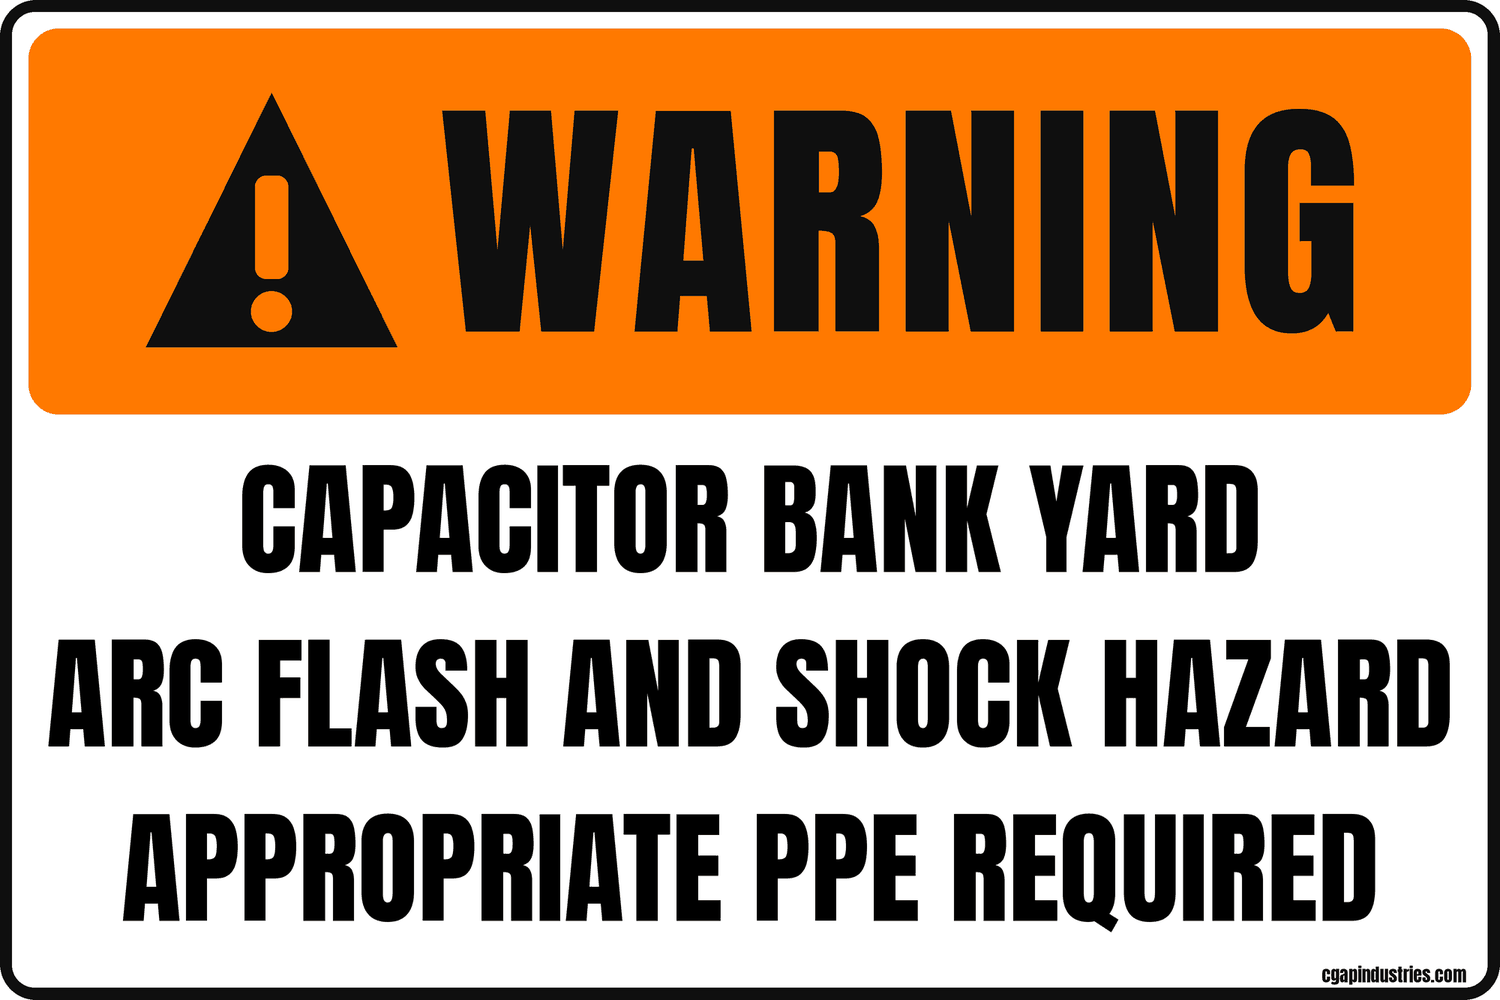 WARNING
CAPACITOR BANK YARD
ARC FLASH AND SHOCK HAZARD
APPROPRIATE PPE REQUIRED
cgapindustries.com